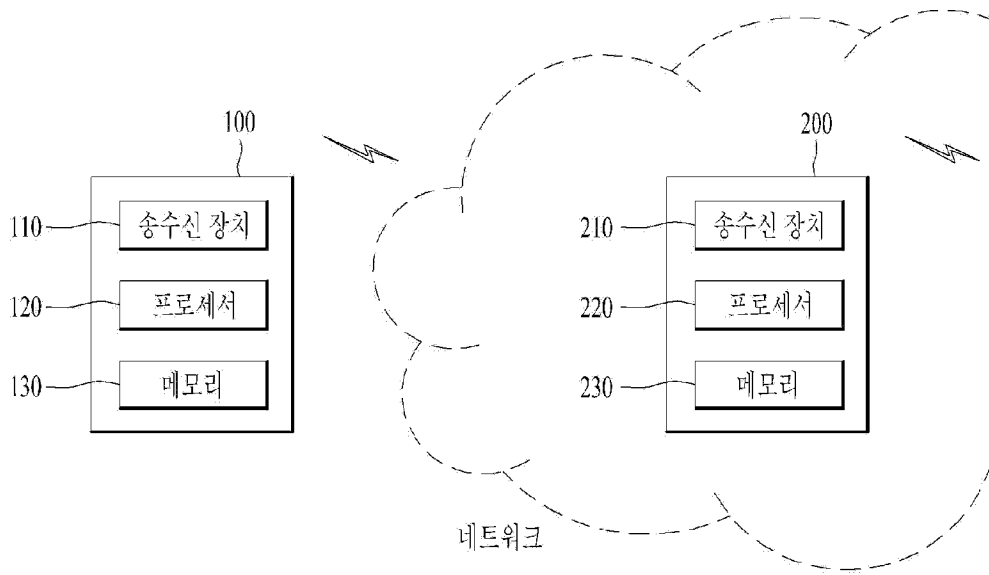 100
200
110 송수신 장치
210 송수신 장치
120 프로세서
220 프로세서
130 메모리
230 메모리
네트워크